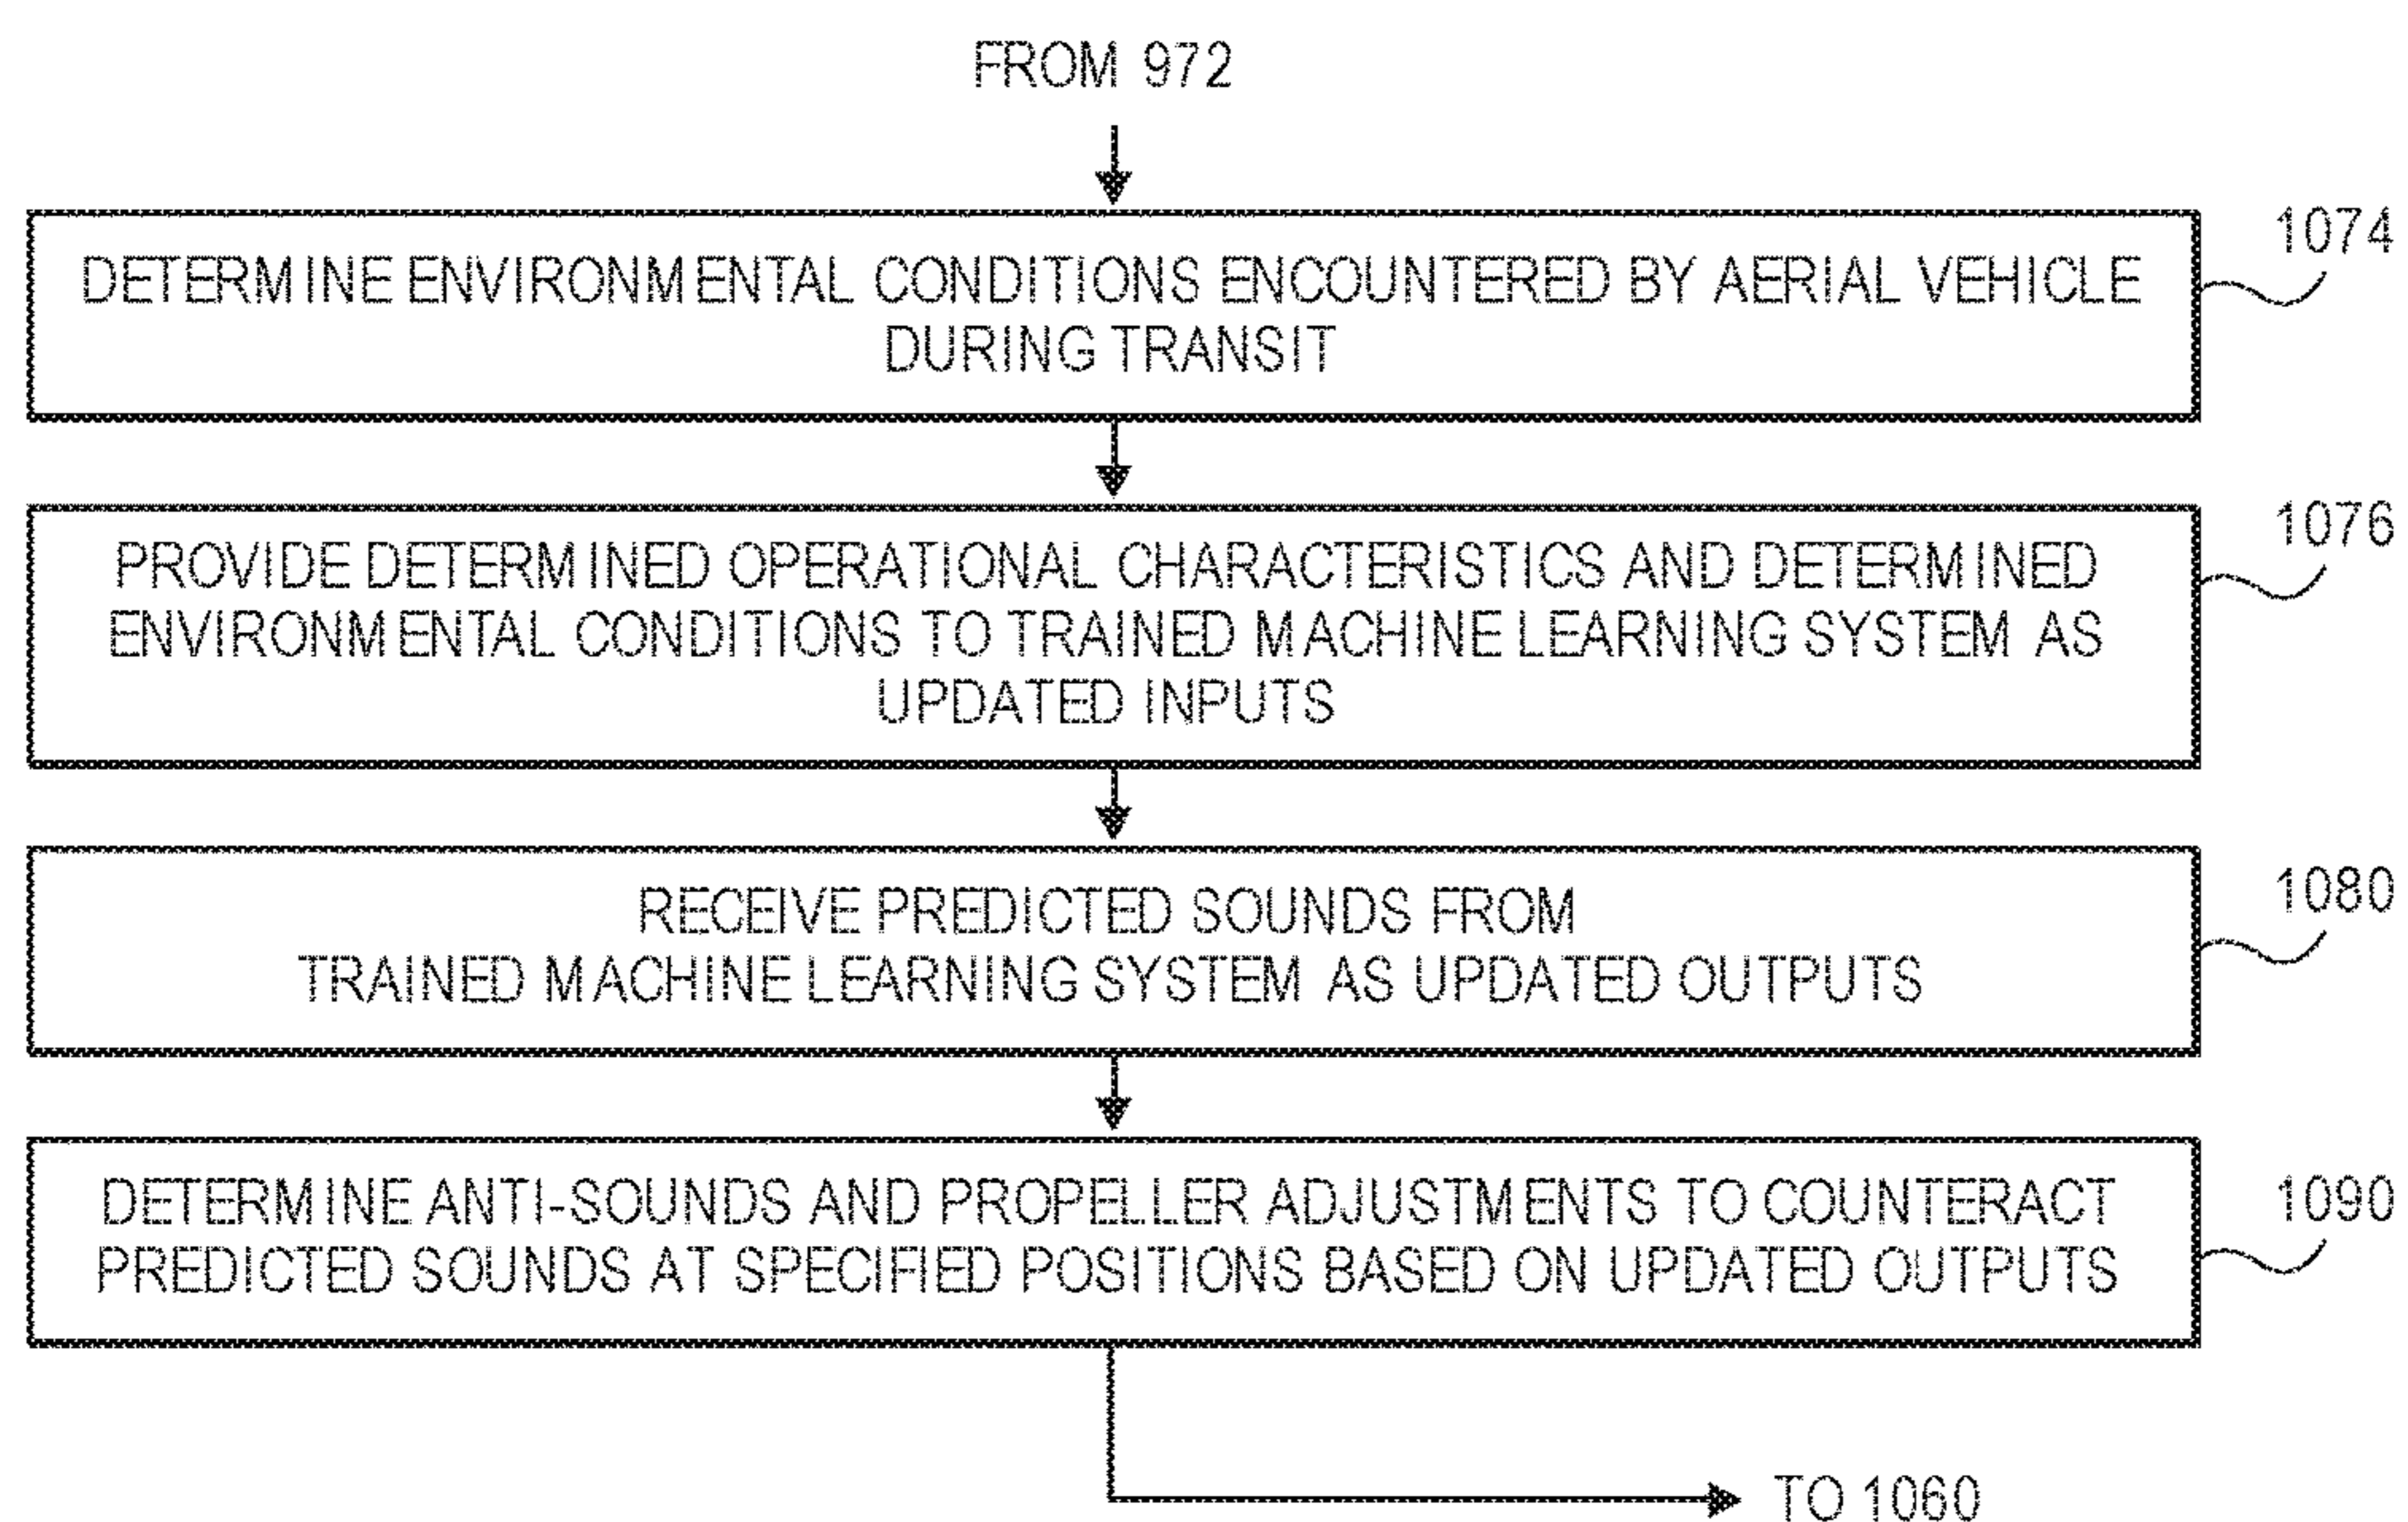 FROM 972
1074
DETERMINE ENVIRONMENTAL CONDITIONS ENCOUNTERED BY AERIAL VEHICLE
DURING TRANSIT
1076
PROVIDE DETERMINED OPERATIONAL CHARACTERISTICS AND DETERMINED
ENVIRONMENTAL CONDITIONS TO TRAINED MACHINE LEARNING SYSTEM AS
UPDATED INPUTS
1080
RECEIVE PREDICTED SOUNDS FROM
TRAINED MACHINE LEARNING SYSTEM AS UPDATED OUTPUTS
1090
DETERMINE ANTI-SOUNDS AND PROPELLER ADJUSTMENTS TO COUNTERACT
PREDICTED SOUNDS AT SPECIFIED POSITIONS BASED ON UPDATED OUTPUTS
TO 1060